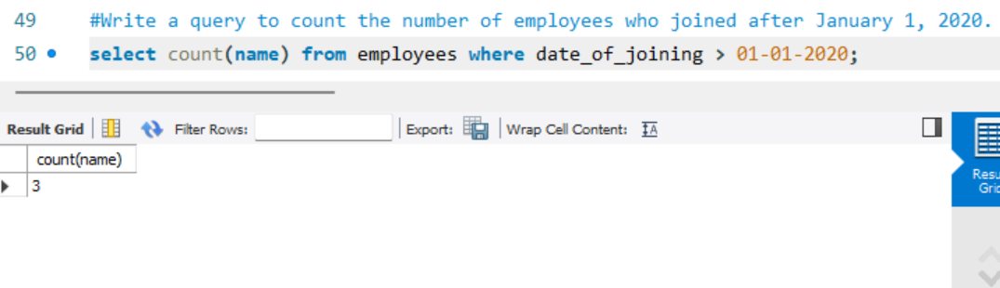 49 #Write a query to count the number of employees who joined after January 1, 2020.
50 select count(name) from employees where date_of_joining > 01-01-2020;
Result Grid Filter Rows: Export: Wrap Cell Content: IA
count(name)
3
Resu
Grid